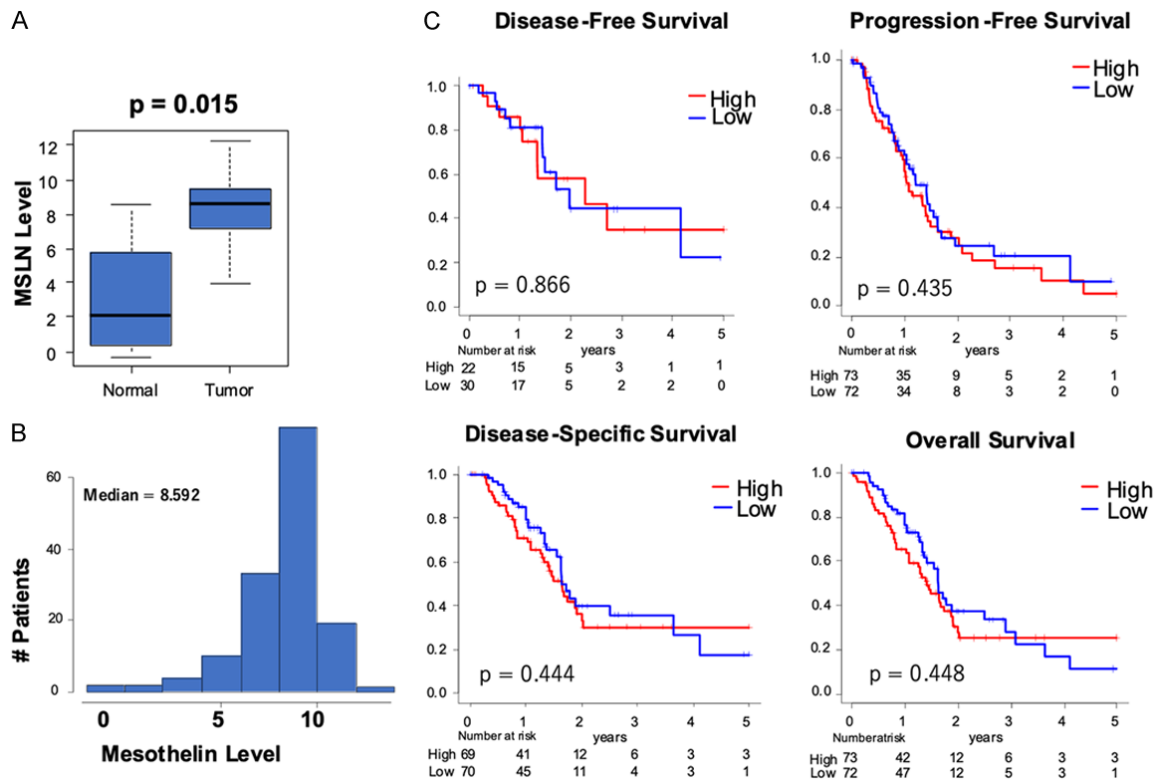 A
p = 0.015
MSLN Level
12
10
8
6
4
2
0
Normal
Tumor
B
# Patients
60
40
20
0
Median = 8.592
0 5 10
Mesothelin Level
C
Disease-Free Survival
1.0
0.8
0.6
0.4
0.2
0.0
High
Low
p = 0.866
0 1 2 3 4 5
Number at risk years
High 22 15 5 3 1 1
Low 30 17 5 2 2 0
Progression-Free Survival
1.0
0.8
0.6
0.4
0.2
0.0
High
Low
p = 0.435
0 1 2 3 4 5
Number at risk years
High 73 35 9 5 2 1
Low 72 34 8 3 2 0
Disease-Specific Survival
1.0
0.8
0.6
0.4
0.2
0.0
High
Low
p = 0.444
0 1 2 3 4 5
Number at risk years
High 69 41 12 6 3 3
Low 70 45 11 4 3 1
Overall Survival
1.0
0.8
0.6
0.4
0.2
0.0
High
Low
p = 0.448
0 1 2 3 4 5
Numberatrisk years
High 73 42 12 6 3 3
Low 72 47 12 5 3 1